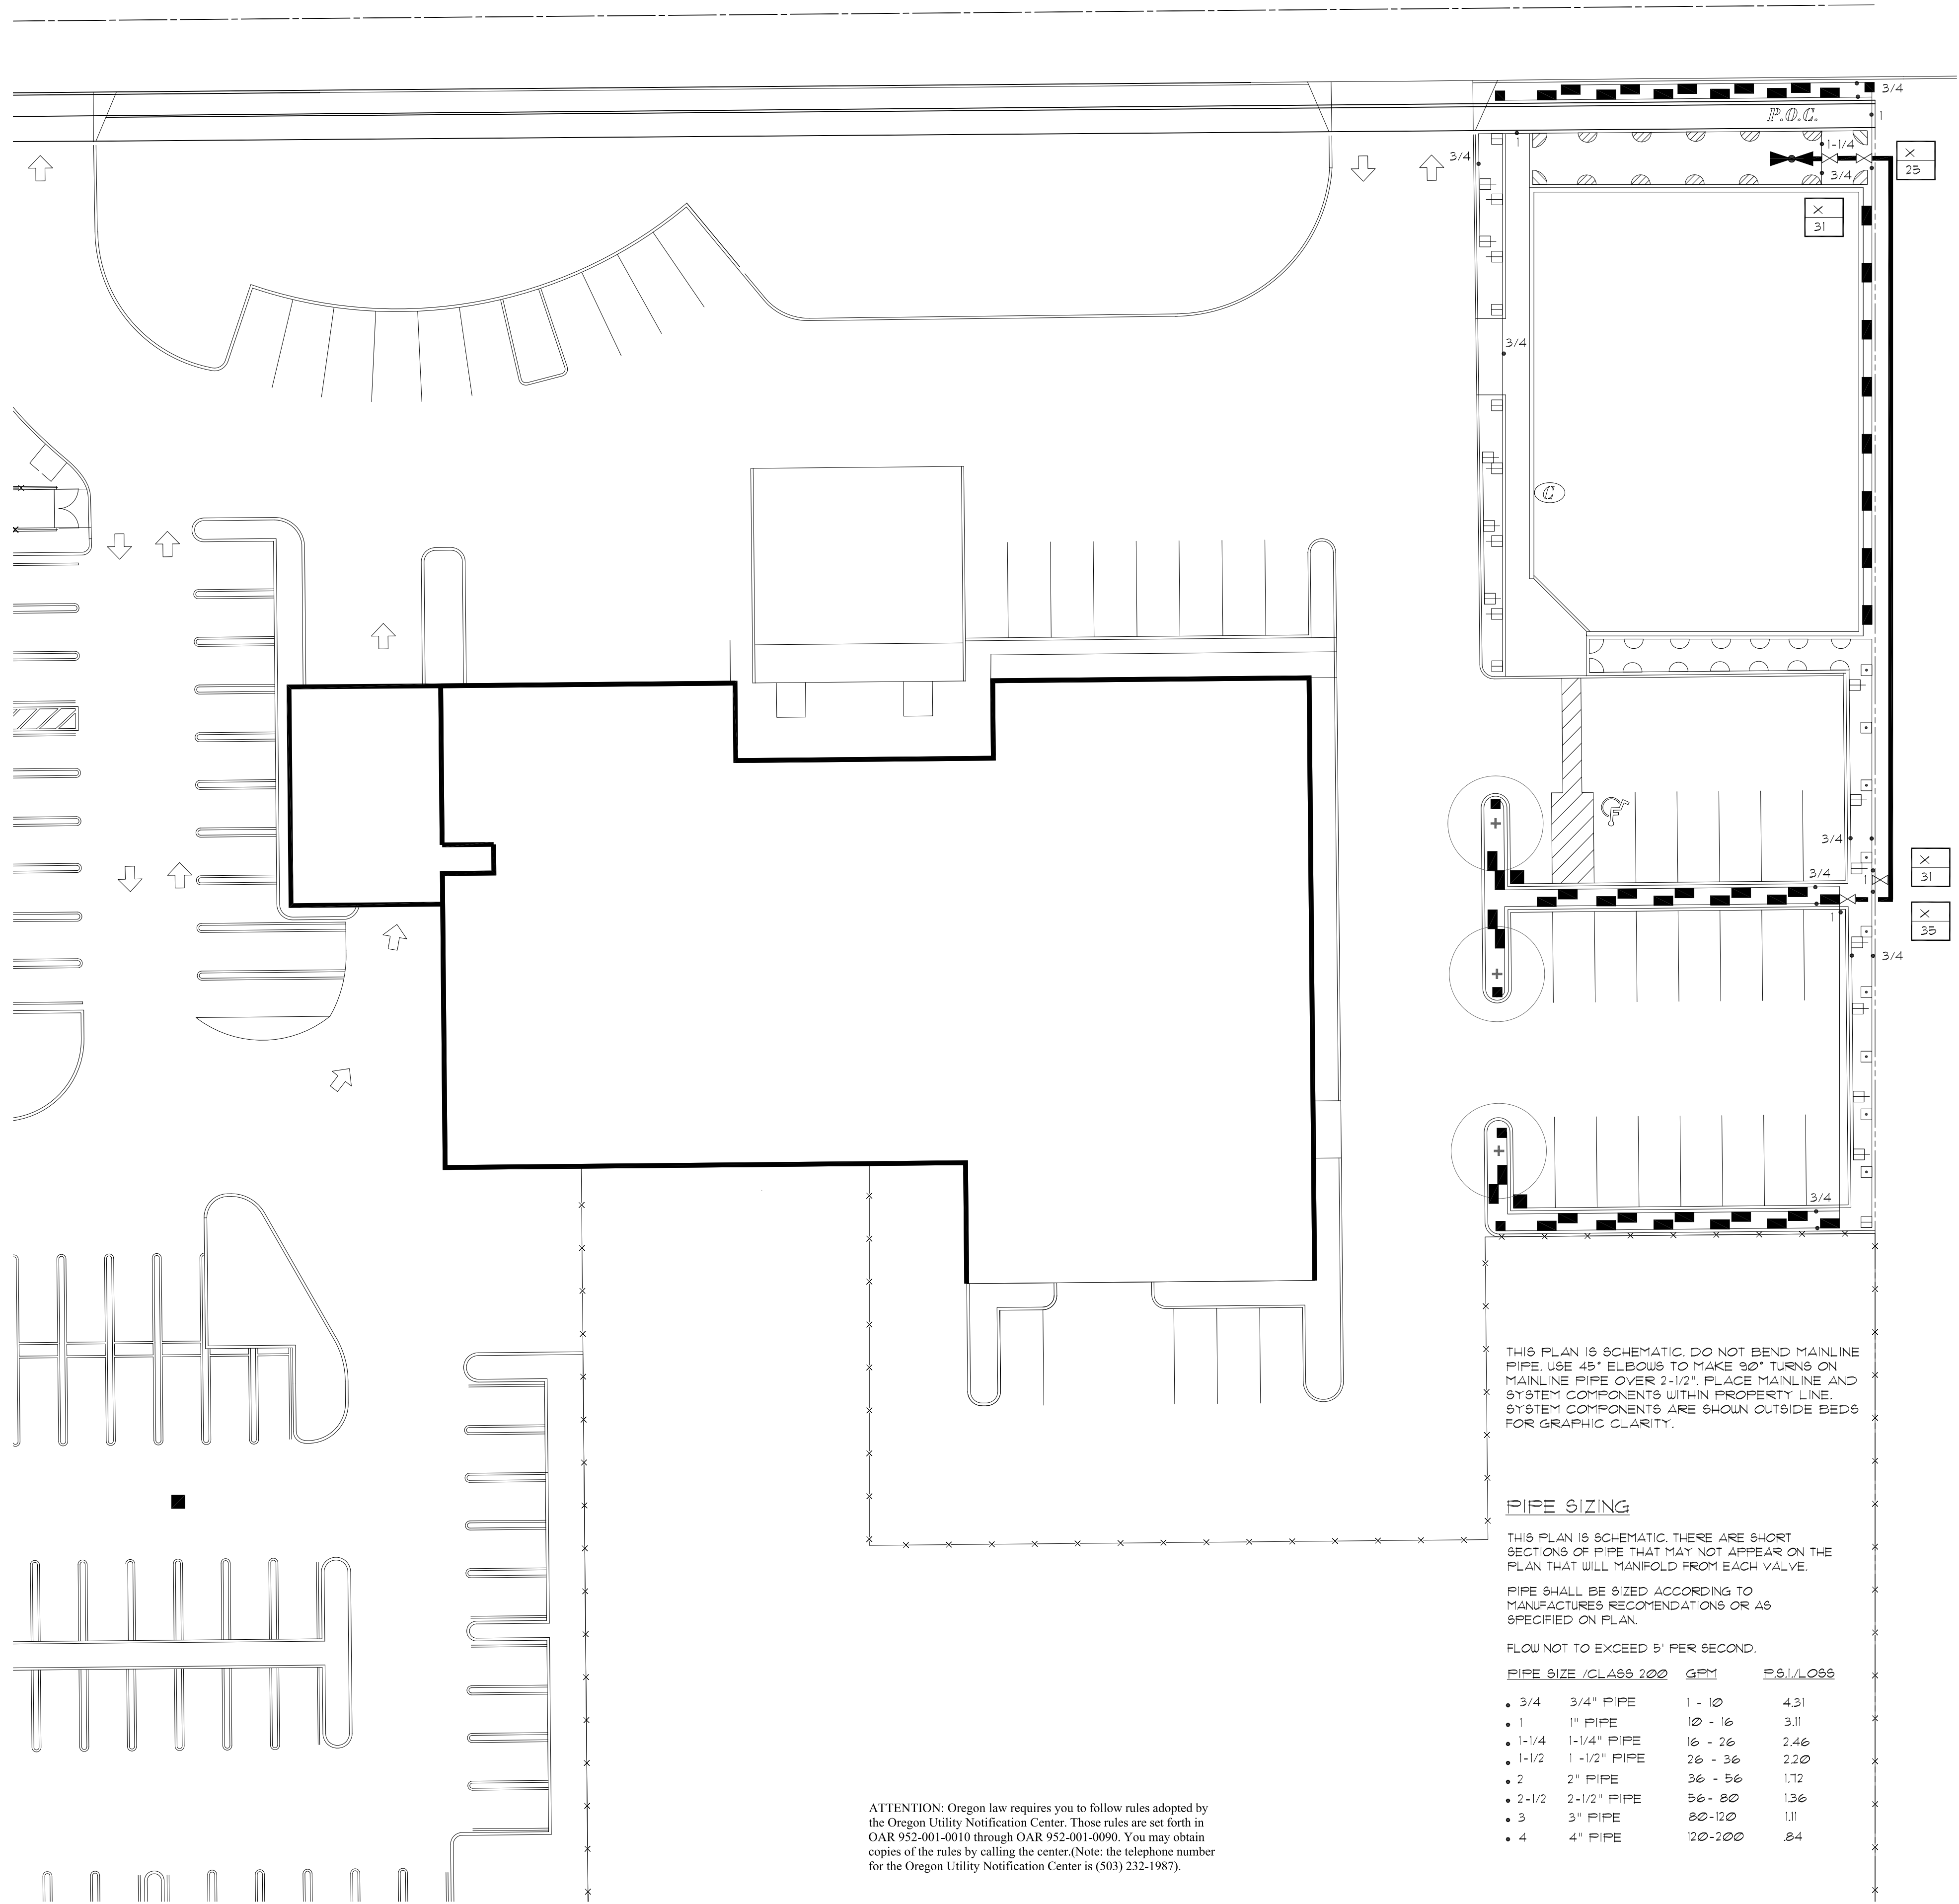 3/4
P.O.C.
1
1
3/4
1-1/4
3/4
X
25
X
31
3/4
C
3/4
3/4
1
X
31
1
X
35
3/4
3/4
THIS PLAN IS SCHEMATIC. DO NOT BEND MAINLINE
PIPE. USE 45° ELBOWS TO MAKE 90° TURNS ON
MAINLINE PIPE OVER 2-1/2". PLACE MAINLINE AND
SYSTEM COMPONENTS WITHIN PROPERTY LINE.
SYSTEM COMPONENTS ARE SHOWN OUTSIDE BEDS
FOR GRAPHIC CLARITY.
PIPE SIZING
THIS PLAN IS SCHEMATIC. THERE ARE SHORT
SECTIONS OF PIPE THAT MAY NOT APPEAR ON THE
PLAN THAT WILL MANIFOLD FROM EACH VALVE.
PIPE SHALL BE SIZED ACCORDING TO
MANUFACTURES RECOMENDATIONS OR AS
SPECIFIED ON PLAN.
FLOW NOT TO EXCEED 5' PER SECOND.
PIPE SIZE /CLASS 200 GPM P.S.I./LOSS
3/4 3/4" PIPE 1 - 10 4.31
1 1" PIPE 10 - 16 3.11
1-1/4 1-1/4" PIPE 16 - 26 2.46
1-1/2 1 -1/2" PIPE 26 - 36 2.20
2 2" PIPE 36 - 56 1.72
2-1/2 2-1/2" PIPE 56- 80 1.36
3 3" PIPE 80-120 1.11
4 4" PIPE 120-200 .84
ATTENTION: Oregon law requires you to follow rules adopted by
the Oregon Utility Notification Center. Those rules are set forth in
OAR 952-001-0010 through OAR 952-001-0090. You may obtain
copies of the rules by calling the center.(Note: the telephone number
for the Oregon Utility Notification Center is (503) 232-1987).